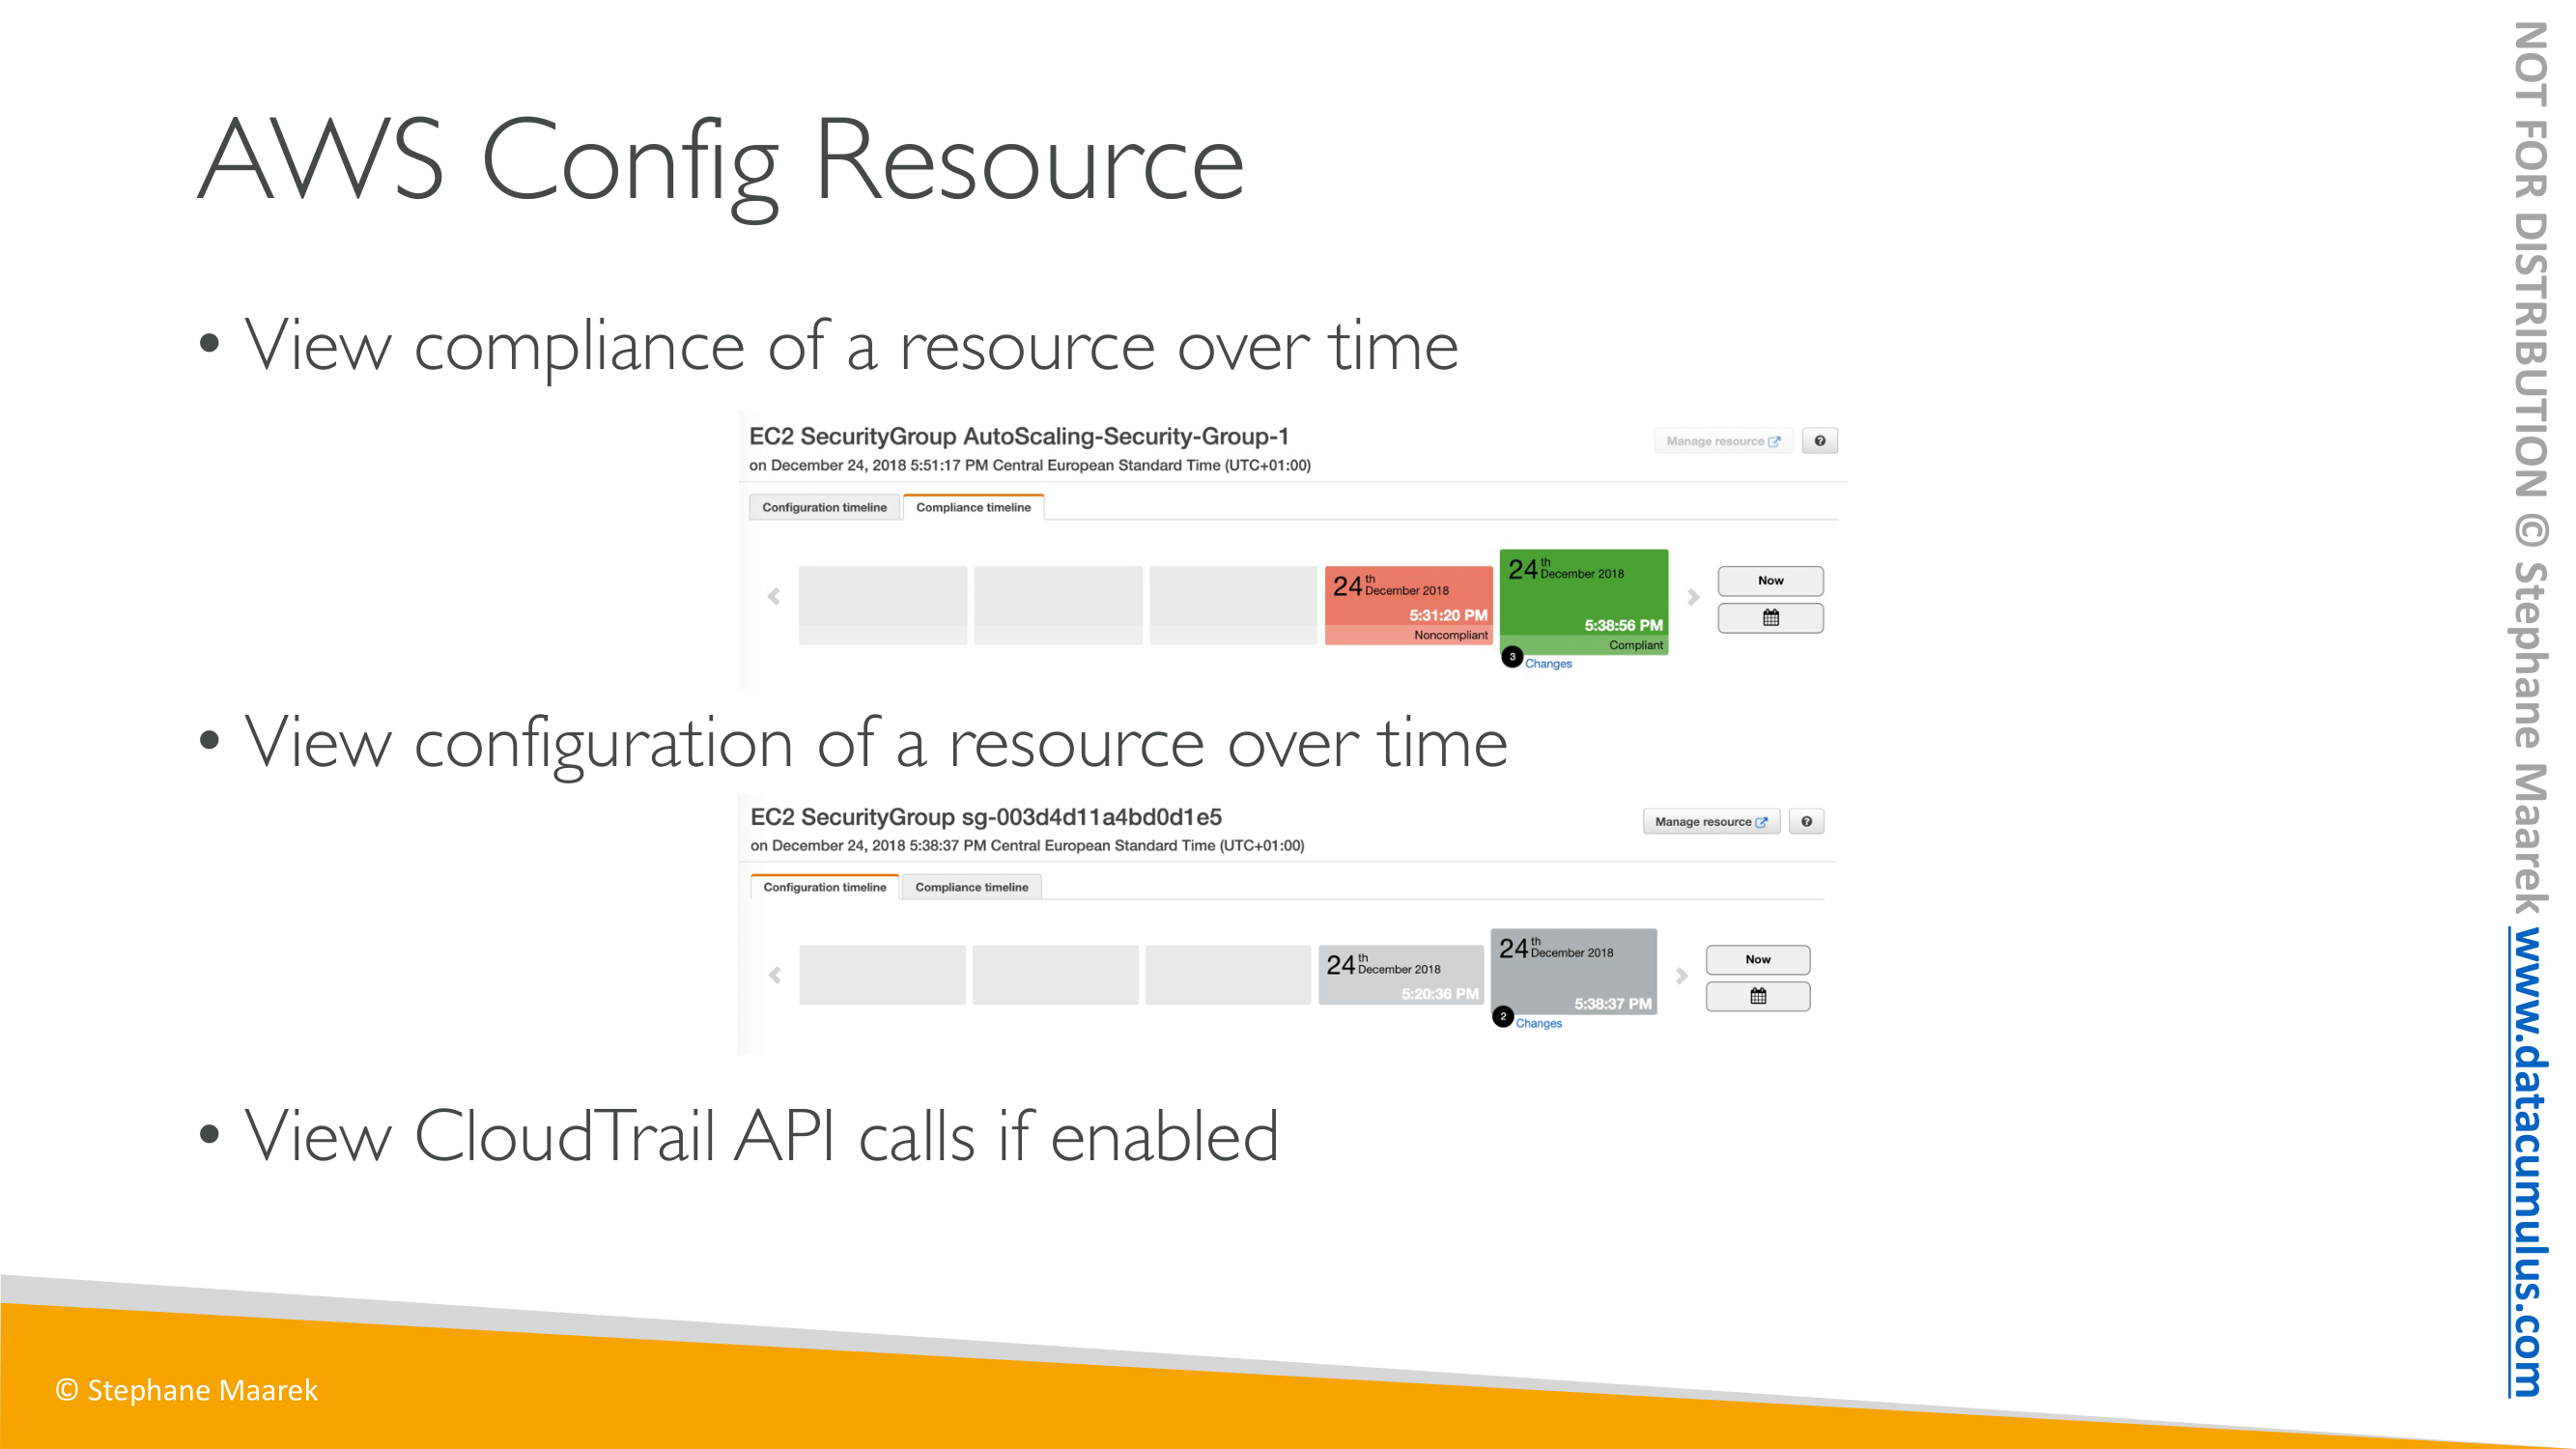 AWS Config Resource
• View compliance of a resource over time
EC2 SecurityGroup AutoScaling-Security-Group-1
Manage resource
?
on December 24, 2018 5:51:17 PM Central European Standard Time (UTC+01:00)
Configuration timeline Compliance timeline
24th December 2018
5:31:20 PM
Noncompliant
24th December 2018
5:38:56 PM
Compliant
3 Changes
Now
• View configuration of a resource over time
EC2 SecurityGroup sg-003d4d11a4bd0d1e5
Manage resource
?
on December 24, 2018 5:38:37 PM Central European Standard Time (UTC+01:00)
Configuration timeline Compliance timeline
24th December 2018
5:20:36 PM
24th December 2018
5:38:37 PM
2 Changes
Now
• View CloudTrail API calls if enabled
© Stephane Maarek
NOT FOR DISTRIBUTION © Stephane Maarek www.datacumulus.com